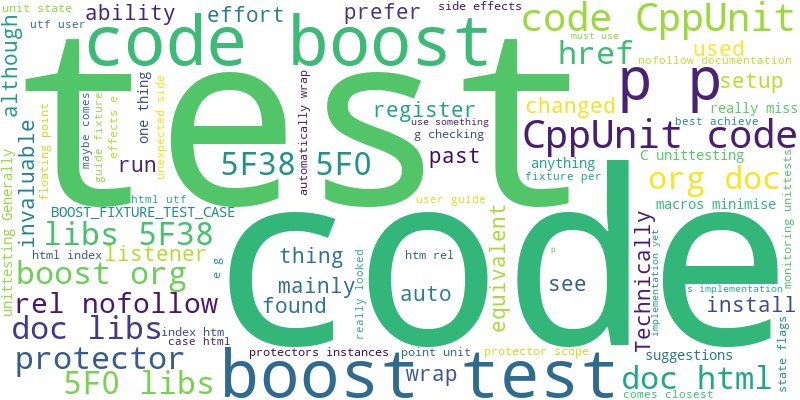 unit state
utf user
ability
effort
prefer
side effects
must use
code CppUnit
although
code boost
test
href
used
nofollow documentation
setup
p p
floating point
maybe comes
guide fixture
effects e
one thing
unexpected side
automatically wrap
register
use something
g checking
changed
really miss
best achieve
invaluable
run
5F38
5F0
past
CppUnit code
anything
fixture per
C unittesting
org doc
macros minimise
monitoring unittests
unittesting Generally
BOOST_FIXTURE_TEST_CASE
html utf
user guide
libs 5F38
listener
html index
e g
thing
mainly
found
really looked
htm rel
auto
equivalent
code
p
see
Technically
implementation yet
s implementation
install
boost org
rel nofollow
doc libs
index htm
case html
protector
5F0 libs
protectors instances
point unit
protector scope
boost test
wrap
suggestions
doc html
comes closest
state flags